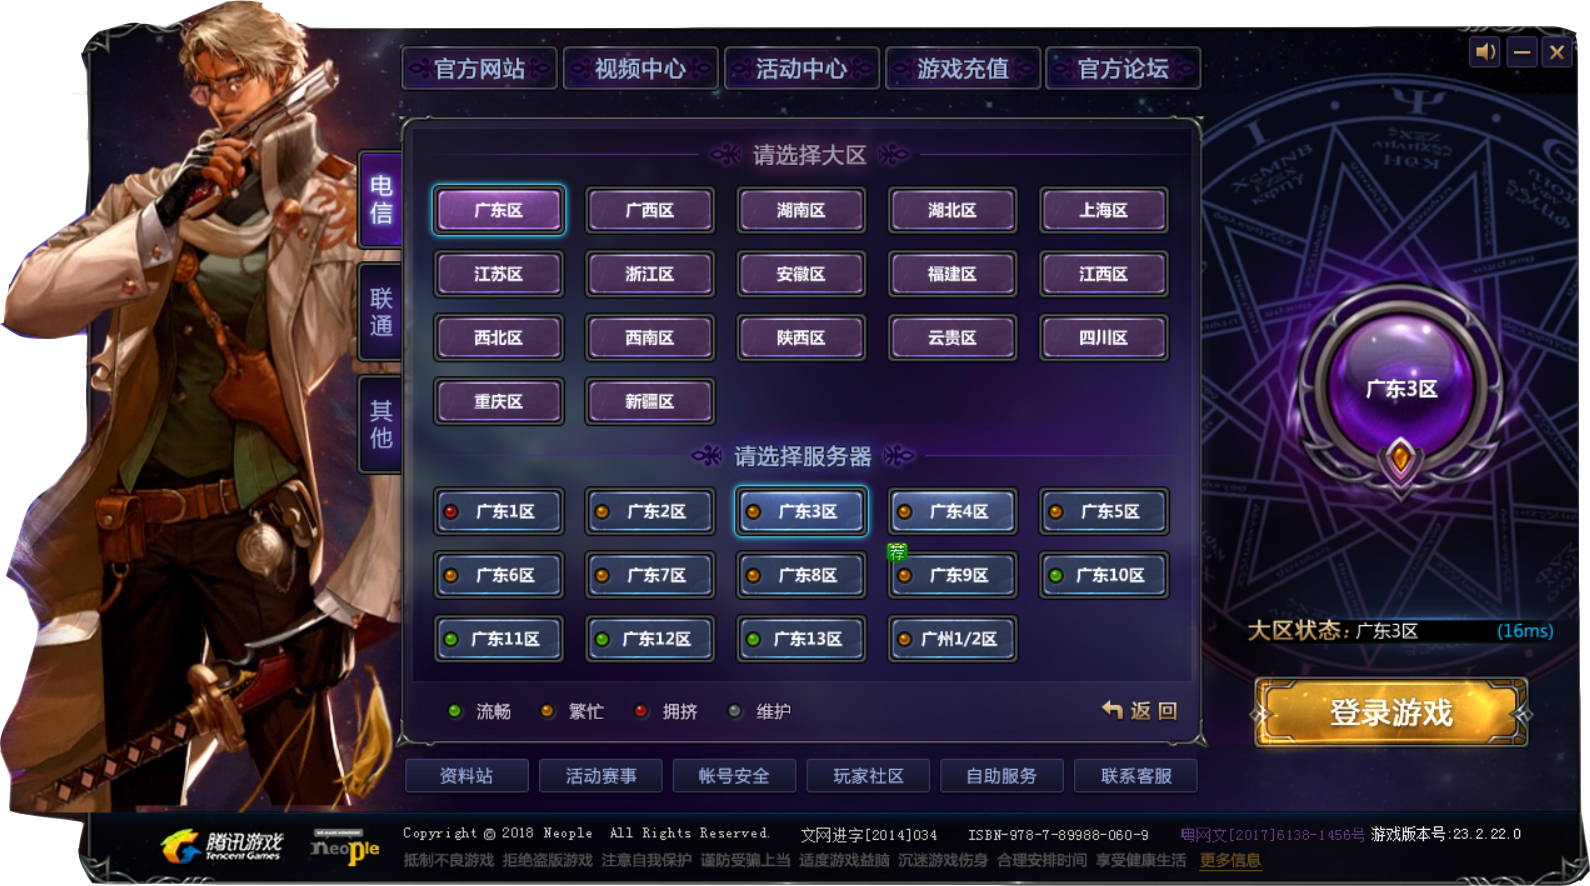 官方网站 视频中心 活动中心 游戏充值 官方论坛
请选择大区
电信
联通
其他
广东区 广西区 湖南区 湖北区 上海区
江苏区 浙江区 安徽区 福建区 江西区
西北区 西南区 陕西区 云贵区 四川区
重庆区 新疆区
请选择服务器
广东1区 广东2区 广东3区 广东4区 广东5区
荐
广东6区 广东7区 广东8区 广东9区 广东10区
广东11区 广东12区 广东13区 广州1/2区
流畅 繁忙 拥挤 维护 返回
广东3区
大区状态: 广东3区 (16ms)
登录游戏
资料站 活动赛事 帐号安全 玩家社区 自助服务 联系客服
腾讯游戏
Tencent Games
neople
Copyright @ 2018 Neople All Rights Reserved. 文网进字[2014]034 ISBN-978-7-89988-060-9 粤网文[2017]6138-1456号 游戏版本号:23.2.22.0
抵制不良游戏 拒绝盗版游戏 注意自我保护 谨防受骗上当 适度游戏益脑 沉迷游戏伤身 合理安排时间 享受健康生活 更多信息